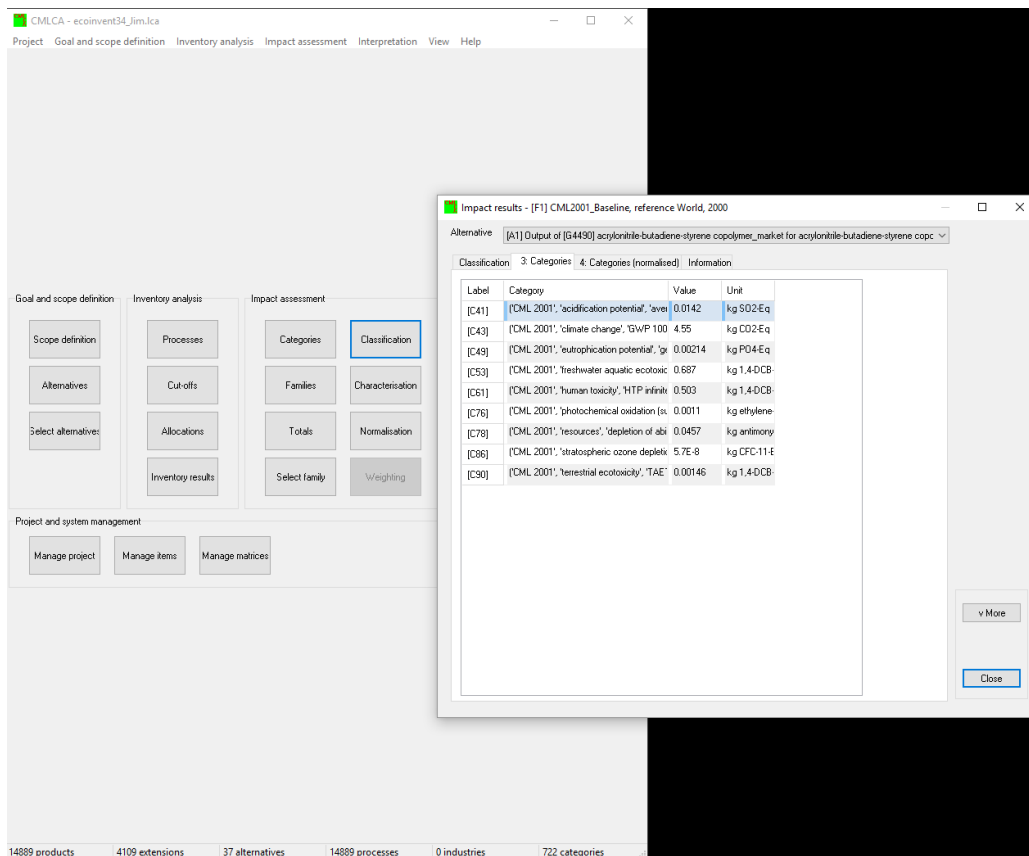 CMLCA - ecoinvent34_Jim.lca
Project Goal and scope definition Inventory analysis Impact assessment Interpretation View Help
Impact results - [F1] CML2001_Baseline, reference World, 2000
Alternative [A1] Output of [G4490] acrylonitrile-butadiene-styrene copolymer_market for acrylonitrile-butadiene-styrene copc
Classification 3: Categories 4: Categories (normalised) Information
Label Category Value Unit
[C41] ('CML 2001', 'acidification potential', 'aver 0.0142 kg SO2-Eq
[C43] ('CML 2001', 'climate change', 'GWP 100 4.55 kg CO2-Eq
[C49] ('CML 2001', 'eutrophication potential', 'ge 0.00214 kg PO4-Eq
[C53] ('CML 2001', 'freshwater aquatic ecotoxic 0.687 kg 1,4-DCB-
[C61] ('CML 2001', 'human toxicity', 'HTP infinite 0.503 kg 1,4-DCB-
[C76] ('CML 2001', 'photochemical oxidation (su 0.0011 kg ethylene-
[C78] ('CML 2001', 'resources', 'depletion of abi 0.0457 kg antimony
[C86] ('CML 2001', 'stratospheric ozone depletic 5.7E-8 kg CFC-11-E
[C90] ('CML 2001', 'terrestrial ecotoxicity', 'TAET 0.00146 kg 1,4-DCB-
v More
Close
Goal and scope definition Inventory analysis Impact assessment
Scope definition Processes Categories Classification
Alternatives Cut-offs Families Characterisation
Select alternatives Allocations Totals Normalisation
Inventory results Select family Weighting
Project and system management
Manage project Manage items Manage matrices
14889 products 4109 extensions 37 alternatives 14889 processes 0 industries 722 categories